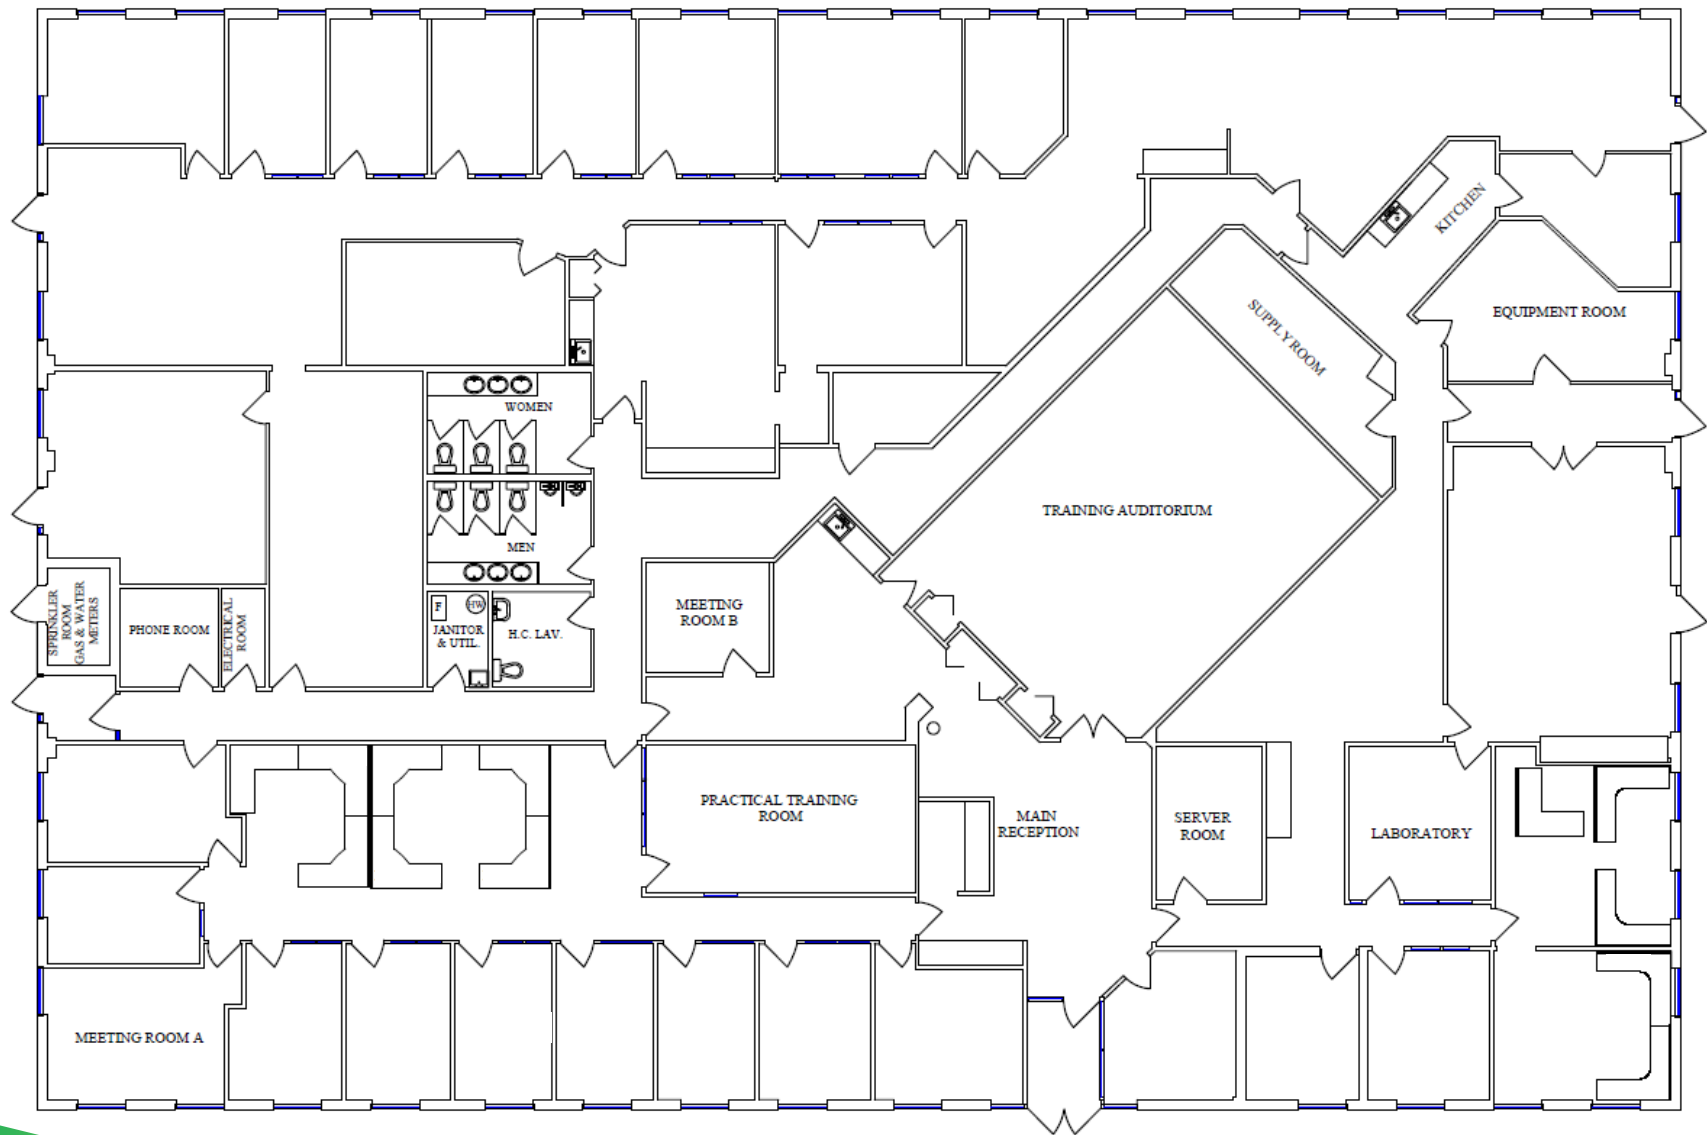 KITCHEN
EQUIPMENT ROOM
SUPPLY ROOM
WOMEN
TRAINING AUDITORIUM
MEN
SPRINKLER
ROOM
GAS & WATER
METERS
PHONE ROOM
ELECTRICAL
ROOM
F
HW
JANITOR
& UTIL.
H.C. LAV.
MEETING
ROOM B
PRACTICAL TRAINING
ROOM
MAIN
RECEPTION
SERVER
ROOM
LABORATORY
MEETING ROOM A